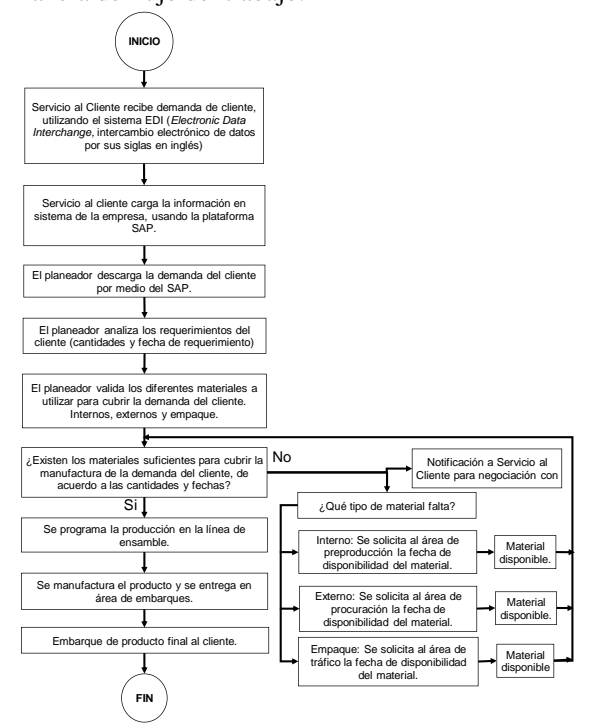 INICIO
Servicio al Cliente recibe demanda de cliente,
utilizando el sistema EDI (Electronic Data
Interchange, intercambio electrónico de datos
por sus siglas en inglés)
Servicio al cliente carga la información en
sistema de la empresa, usando la plataforma
SAP.
El planeador descarga la demanda del cliente
por medio del SAP.
El planeador analiza los requerimientos del
cliente (cantidades y fecha de requerimiento)
El planeador valida los diferentes materiales a
utilizar para cubrir la demanda del cliente.
Internos, externos y empaque.
¿Existen los materiales suficientes para cubrir la
manufactura de la demanda del cliente, de
acuerdo a las cantidades y fechas?
No
Notificación a Servicio al
Cliente para negociación con
¿Qué tipo de material falta?
Si
Se programa la producción en la línea de
ensamble.
Interno: Se solicita al área de
preproducción la fecha de
disponibilidad del material.
Material
disponible.
Se manufactura el producto y se entrega en
área de embarques.
Externo: Se solicita al área de
procuración la fecha de
disponibilidad del material.
Material
disponible.
Embarque de producto final al cliente.
Empaque: Se solicita al área de
tráfico la fecha de disponibilidad
del material.
Material
disponible
FIN